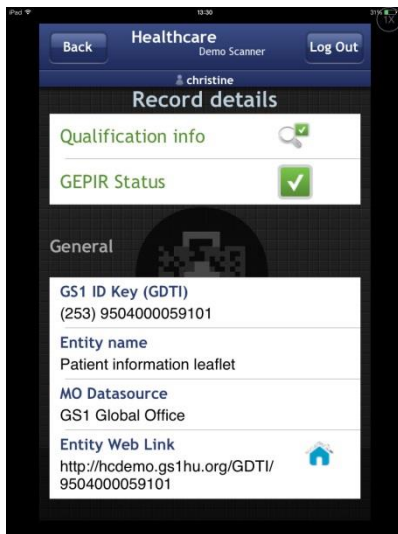 iPad
13:30
31%
1X
Back
Healthcare
Demo Scanner
Log Out
christine
Record details
Qualification info
GEPIR Status
General
GS1 ID Key (GDTI)
(253) 9504000059101
Entity name
Patient information leaflet
MO Datasource
GS1 Global Office
Entity Web Link
http://hcdemo.gs1hu.org/GDTI/
9504000059101